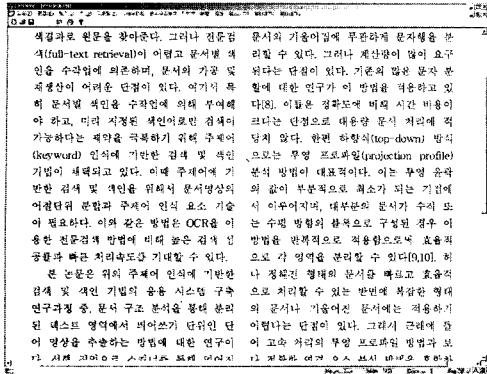 색결과로 원문을 찾아준다. 그러나 전문검
색(full-text retrieval)이 어렵고 문서별 색
인을 수작업에 의존하며, 문서의 가공 및
재생산이 어려운 단점이 있다. 여기서 특
히 문서별 색인을 수작업에 의해 부여해
야 하고, 미리 지정된 색인어로만 검색이
가능하다는 제약을 극복하기 위해 주제어
(keyword) 인식에 기반한 검색 및 색인
기법이 채택되고 있다. 이때 주제어에 기
반한 검색 및 색인을 위해서 문서영상의
어절단위 분할과 주제어 인식 요소 기술
이 필요하다. 이와 같은 방법은 OCR을 이
용한 전문검색 방법에 비해 높은 검색 성
공률과 빠른 처리속도를 기대할 수 있다.
본 논문은 위의 주제어 인식에 기반한
검색 및 색인 기법의 응용 시스템 구축
연구과정 중, 문서 구조 분석을 통해 분리
된 텍스트 영역에서 띄어쓰기 단위인 단
어 영상을 추출하는 방법에 대한 연구이
문서의 기울어짐에 무관하게 문자행을 분
리할 수 있다. 그러나 계산량이 많이 요구
된다는 단점이 있다. 기존의 많은 문자 분
할에 대한 연구가 이 방법을 적용하고 있
다[8]. 이들은 정확도에 비해 시간 비용이
크다는 단점으로 대용량 문서 처리에 적
당치 않다. 한편 하향식(top-down) 방식
으로는 투영 프로파일(projection profile)
분석 방법이 대표적이다. 이는 투영 윤곽
의 값이 부분적으로 최소가 되는 지점에
서 이루어지며, 대부분의 문서가 수직 또
는 수평 방향의 블록으로 구성된 경우 이
방법을 반복적으로 적용함으로써 효율적
으로 각 영역을 분리할 수 있다[9,10]. 허
나 정해진 형태의 문서를 빠르고 효율적
으로 처리할 수 있는 반면에 복잡한 형태
의 문서나 기울어진 문서에는 적용하기
어렵다는 단점이 있다. 그래서 근래에 들
어 고속 처리의 투영 프로파일 방법과 보